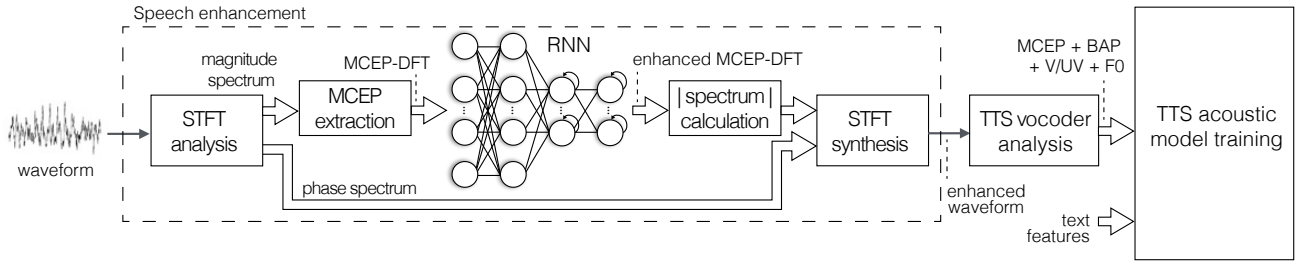 Speech enhancement
waveform
STFT
analysis
magnitude
spectrum
MCEP
extraction
MCEP-DFT
RNN
enhanced MCEP-DFT
|spectrum|
calculation
phase spectrum
STFT
synthesis
enhanced
waveform
TTS vocoder
analysis
MCEP + BAP
+ V/UV + F0
text
features
TTS acoustic
model training